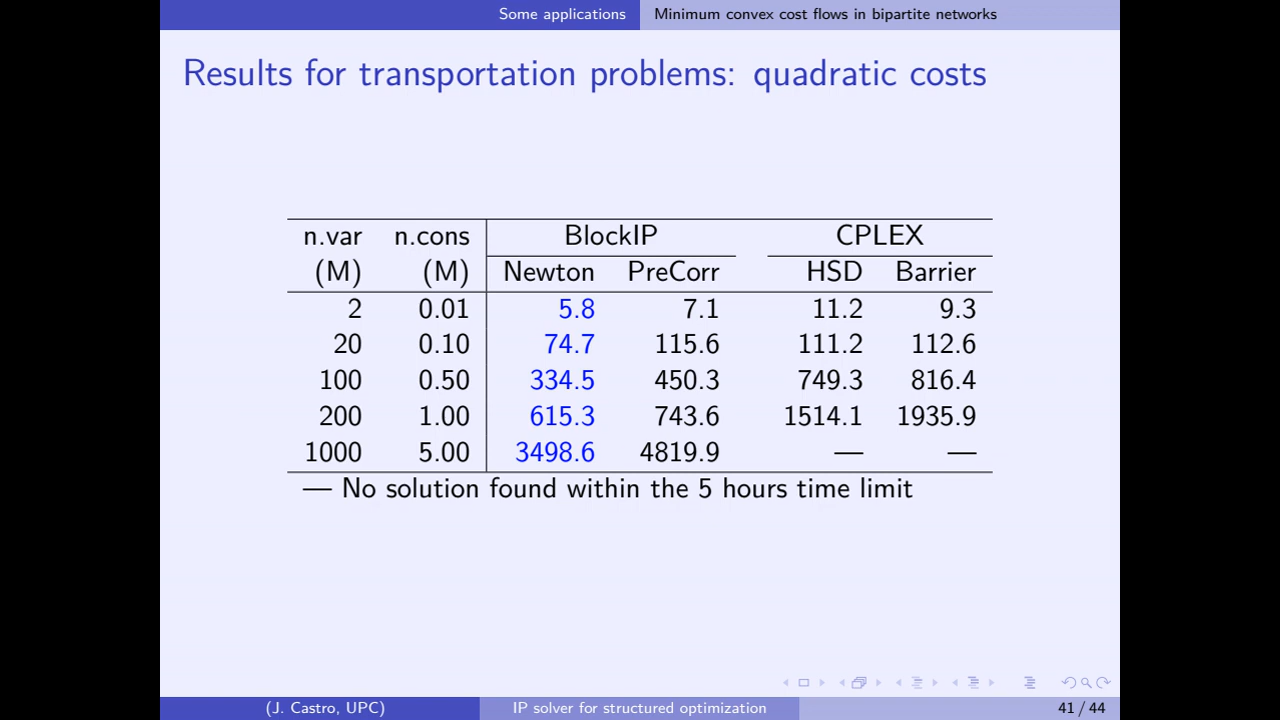 Some applications Minimum convex cost flows in bipartite networks
Results for transportation problems: quadratic costs
n.var n.cons BlockIP CPLEX
(M) (M) Newton PreCorr HSD Barrier
2 0.01 5.8 7.1 11.2 9.3
20 0.10 74.7 115.6 111.2 112.6
100 0.50 334.5 450.3 749.3 816.4
200 1.00 615.3 743.6 1514.1 1935.9
1000 5.00 3498.6 4819.9 — —
— No solution found within the 5 hours time limit
(J. Castro, UPC) IP solver for structured optimization 41 / 44